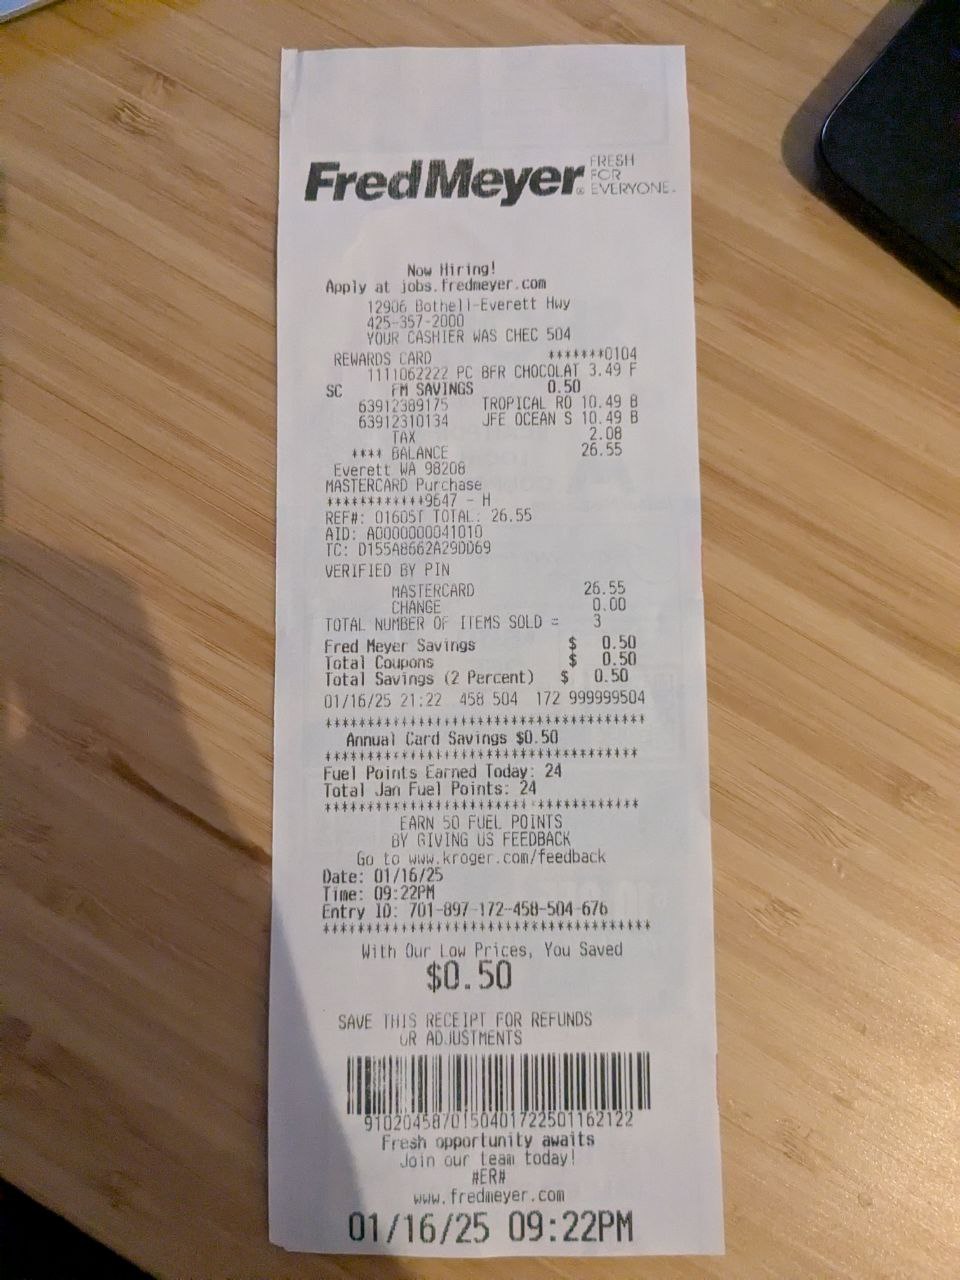 FredMeyer® FRESH
FOR
EVERYONE.
Now Hiring!
Apply at jobs.fredmeyer.com
12906 Bothell-Everett Hwy
425-357-2000
YOUR CASHIER WAS CHEC 504
REWARDS CARD *******0104
1111062222 PC BFR CHOCOLAT 3.49 F
SC FM SAVINGS 0.50
63912389175 TROPICAL RO 10.49 B
63912310134 JFE OCEAN S 10.49 B
TAX 2.08
**** BALANCE 26.55
Everett WA 98208
MASTERCARD Purchase
************9647 - H
REF#: 01605T TOTAL: 26.55
AID: A0000000041010
TC: D155A8662A29DD69
VERIFIED BY PIN
MASTERCARD 26.55
CHANGE 0.00
TOTAL NUMBER OF ITEMS SOLD = 3
Fred Meyer Savings $ 0.50
Total Coupons $ 0.50
Total Savings (2 Percent) $ 0.50
01/16/25 21:22 458 504 172 999999504
***************************************
Annual Card Savings $0.50
***************************************
Fuel Points Earned Today: 24
Total Jan Fuel Points: 24
***************************************
EARN 50 FUEL POINTS
BY GIVING US FEEDBACK
Go to www.kroger.com/feedback
Date: 01/16/25
Time: 09:22PM
Entry ID: 701-897-172-458-504-676
***************************************
With Our Low Prices, You Saved
$0.50
SAVE THIS RECEIPT FOR REFUNDS
OR ADJUSTMENTS
9102045870150401722501162122
Fresh opportunity awaits
Join our team today!
#ER#
www.fredmeyer.com
01/16/25 09:22PM